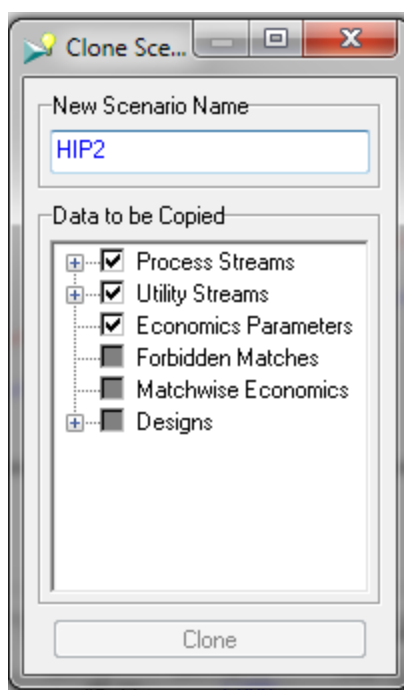 Clone Sce...
New Scenario Name
HIP2
Data to be Copied
Process Streams
Utility Streams
Economics Parameters
Forbidden Matches
Matchwise Economics
Designs
Clone